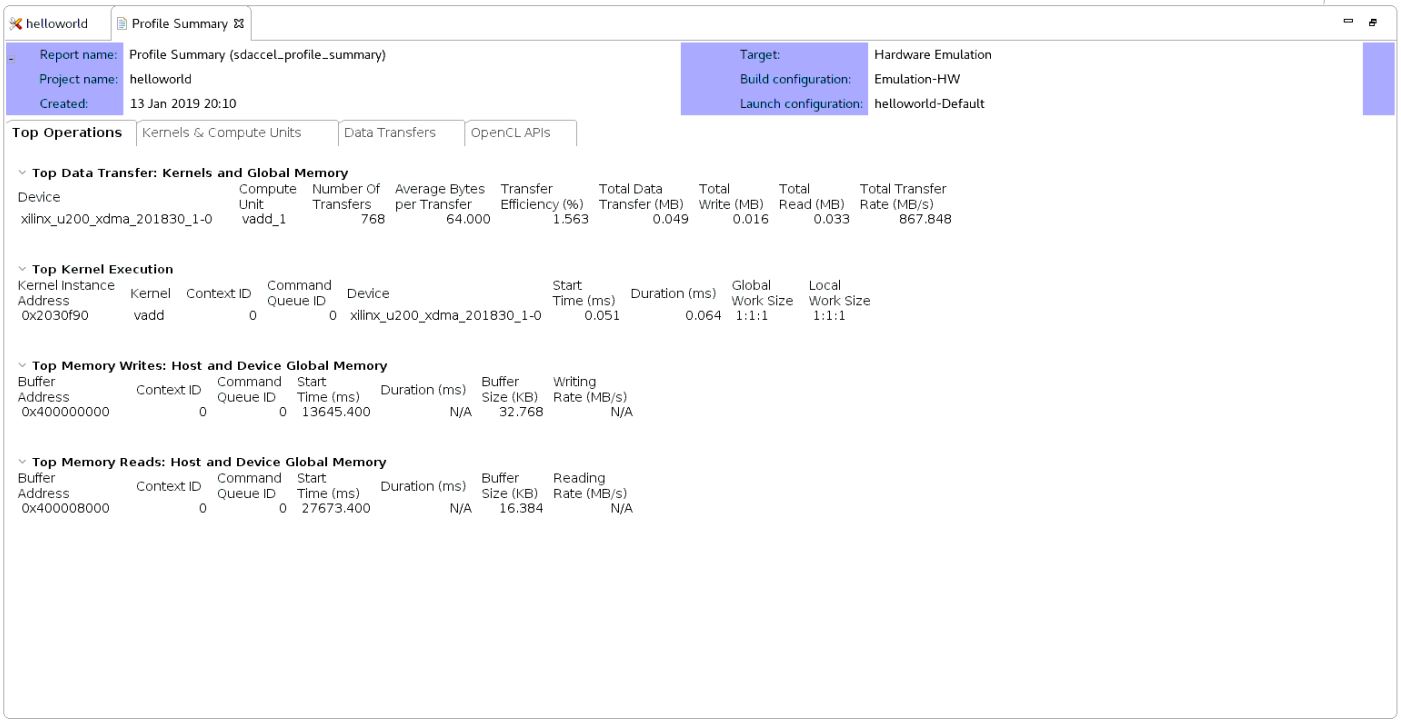 helloworld Profile Summary
Report name: Profile Summary (sdaccel_profile_summary) Target: Hardware Emulation
Project name: helloworld Build configuration: Emulation-HW
Created: 13 Jan 2019 20:10 Launch configuration: helloworld-Default
Top Operations Kernels & Compute Units Data Transfers OpenCL APIs
Top Data Transfer: Kernels and Global Memory
Device Compute Unit Number Of Transfers Average Bytes per Transfer Transfer Efficiency (%) Total Data Transfer (MB) Total Write (MB) Total Read (MB) Total Transfer Rate (MB/s)
xilinx_u200_xdma_201830_1-0 vadd_1 768 64.000 1.563 0.049 0.016 0.033 867.848
Top Kernel Execution
Kernel Instance Address Kernel Context ID Command Queue ID Device Start Time (ms) Duration (ms) Global Work Size Local Work Size
0x2030f90 vadd 0 0 xilinx_u200_xdma_201830_1-0 0.051 0.064 1:1:1 1:1:1
Top Memory Writes: Host and Device Global Memory
Buffer Address Context ID Command Queue ID Start Time (ms) Duration (ms) Buffer Size (KB) Writing Rate (MB/s)
0x400000000 0 0 13645.400 N/A 32.768 N/A
Top Memory Reads: Host and Device Global Memory
Buffer Address Context ID Command Queue ID Start Time (ms) Duration (ms) Buffer Size (KB) Reading Rate (MB/s)
0x400008000 0 0 27673.400 N/A 16.384 N/A